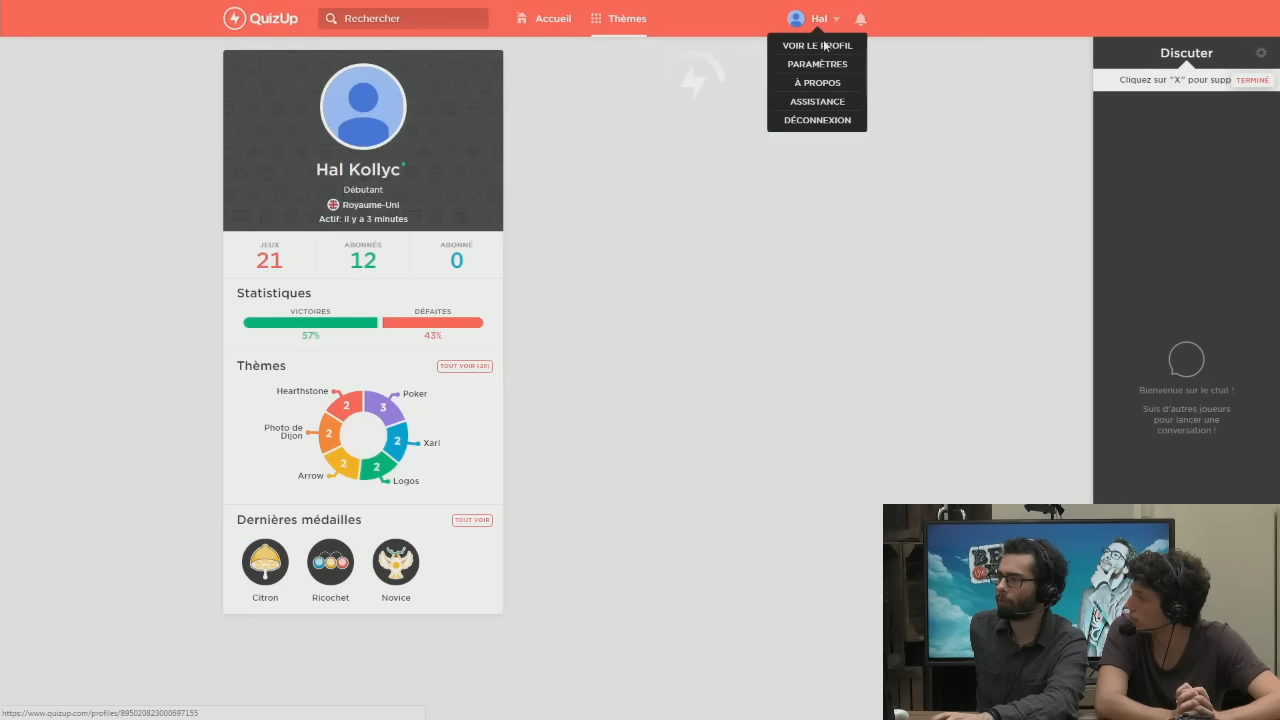 QuizUp
Rechercher
Accueil
Thèmes
Hal
VOIR LE PROFIL
PARAMÈTRES
À PROPOS
ASSISTANCE
DÉCONNEXION
Discuter
Cliquez sur "X" pour supp
TERMINÉ
Hal Kollyc
Débutant
Royaume-Uni
Actif: il y a 3 minutes
JEUX
ABONNÉS
ABONNÉ
21
12
0
Statistiques
VICTOIRES
DÉFAITES
57%
43%
Thèmes
TOUT VOIR (20)
Hearthstone
Poker
2
3
Photo de
Dijon
2
2
Xari
Arrow
2
2
Logos
Bienvenue sur le chat !
Suis d'autres joueurs
pour lancer une
conversation !
Dernières médailles
TOUT VOIR
Citron
Ricochet
Novice
https://www.quizup.com/profiles/895020823000697155